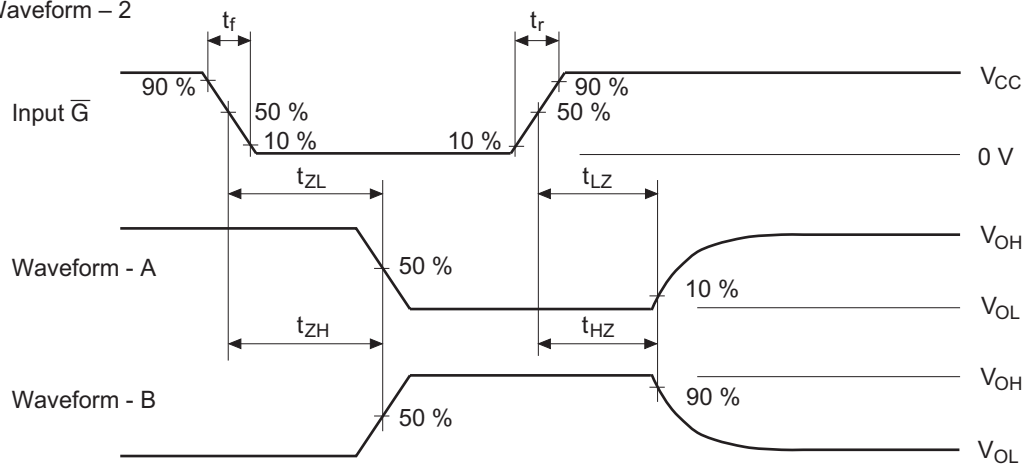 Waveform – 2
tf
tr
90 %
90 %
VCC
Input G̅
50 %
50 %
10 %
10 %
0 V
tZL
tLZ
VOH
Waveform - A
50 %
10 %
VOL
tZH
tHZ
VOH
90 %
Waveform - B
50 %
VOL